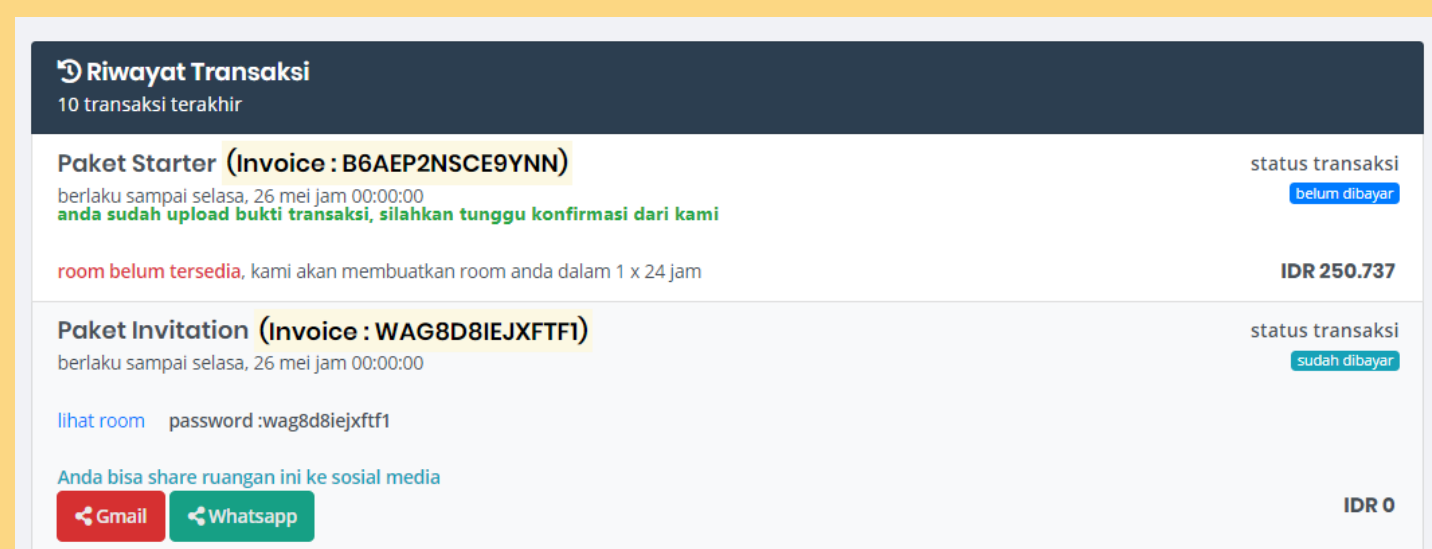 Riwayat Transaksi
10 transaksi terakhir
Paket Starter (Invoice : B6AEP2NSCE9YNN)
status transaksi
berlaku sampai selasa, 26 mei jam 00:00:00
belum dibayar
anda sudah upload bukti transaksi, silahkan tunggu konfirmasi dari kami
room belum tersedia, kami akan membuatkan room anda dalam 1 x 24 jam
IDR 250.737
Paket Invitation (Invoice : WAG8D8IEJXFTF1)
status transaksi
berlaku sampai selasa, 26 mei jam 00:00:00
sudah dibayar
lihat room password :wag8d8iejxftf1
Anda bisa share ruangan ini ke sosial media
Gmail Whatsapp
IDR 0